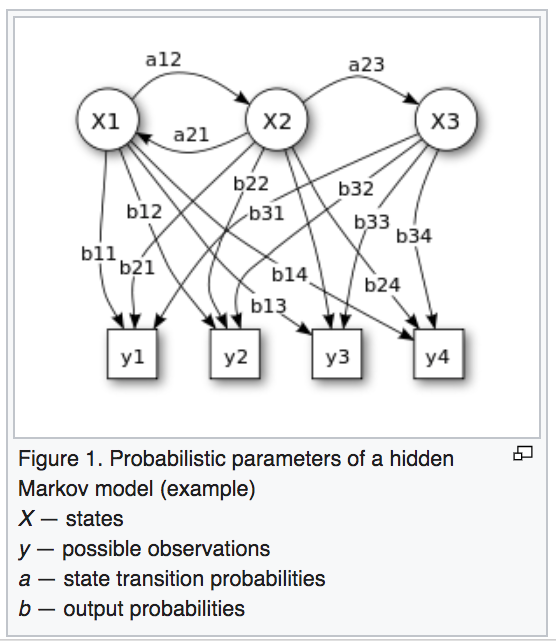 a12
a23
X1
X2
X3
a21
b22
b32
b12
b31
b33
b34
b11
b21
b14
b24
b13
y1
y2
y3
y4
Figure 1. Probabilistic parameters of a hidden
Markov model (example)
X — states
y — possible observations
a — state transition probabilities
b — output probabilities